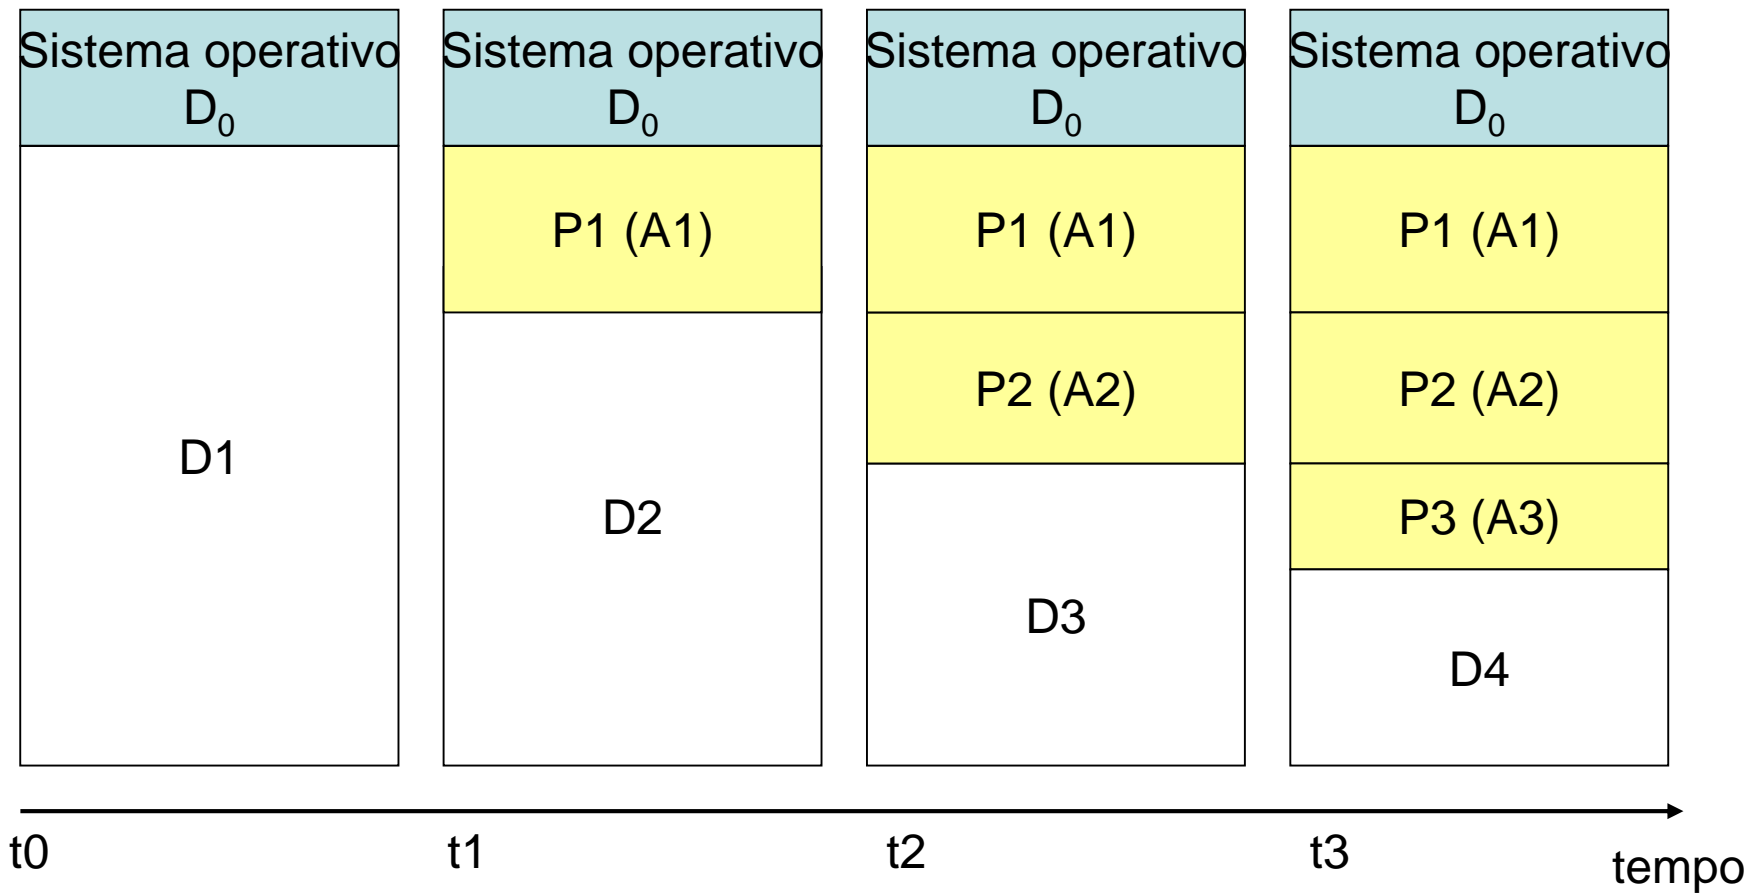 Sistema operativo
D₀
D1
Sistema operativo
D₀
P1 (A1)
D2
Sistema operativo
D₀
P1 (A1)
P2 (A2)
D3
Sistema operativo
D₀
P1 (A1)
P2 (A2)
P3 (A3)
D4
t0
t1
t2
t3
tempo